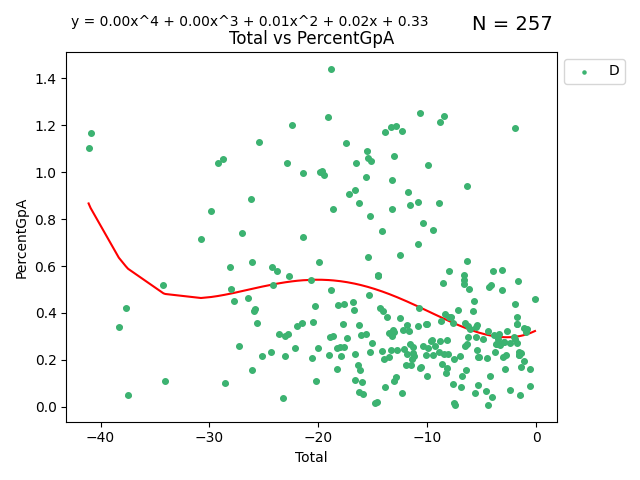 y = 0.00x^4 + 0.00x^3 + 0.01x^2 + 0.02x + 0.33
N = 257
Total vs PercentGpA
D
PercentGpA
1.4
1.2
1.0
0.8
0.6
0.4
0.2
0.0
−40 −30 −20 −10 0
Total